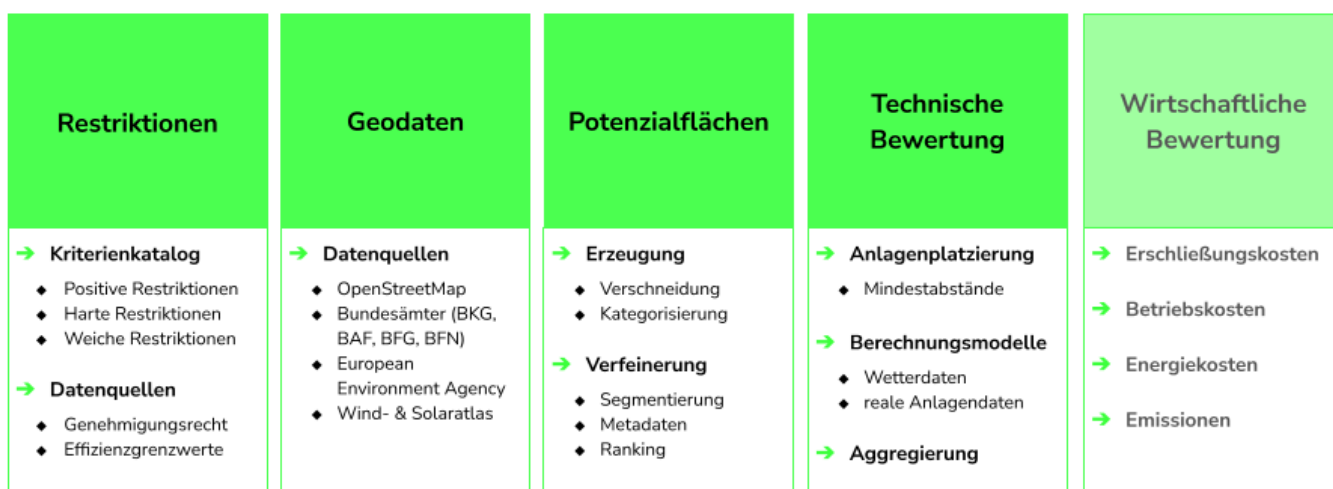 Restriktionen
Kriterienkatalog
Positive Restriktionen
Harte Restriktionen
Weiche Restriktionen
Datenquellen
Genehmigungsrecht
Effizienzgrenzwerte
Geodaten
Datenquellen
OpenStreetMap
Bundesämter (BKG,
BAF, BFG, BFN)
European
Environment Agency
Wind- & Solaratlas
Potenzialflächen
Erzeugung
Verschneidung
Kategorisierung
Verfeinerung
Segmentierung
Metadaten
Ranking
Technische
Bewertung
Anlagenplatzierung
Mindestabstände
Berechnungsmodelle
Wetterdaten
reale Anlagendaten
Aggregierung
Wirtschaftliche
Bewertung
Erschließungskosten
Betriebskosten
Energiekosten
Emissionen